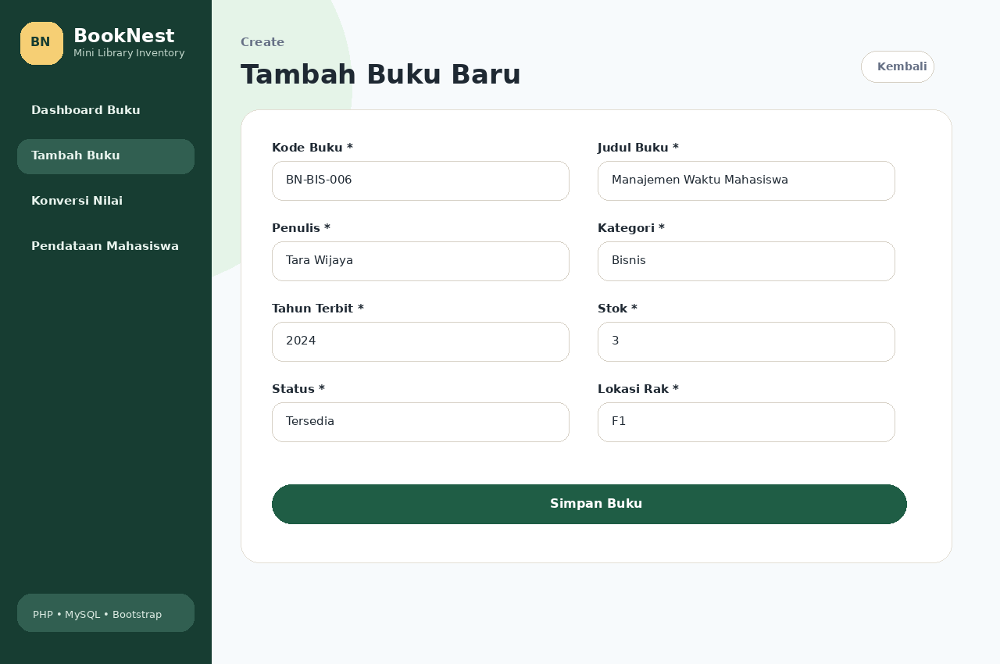 BN
BookNest
Mini Library Inventory
Dashboard Buku
Tambah Buku
Konversi Nilai
Pendataan Mahasiswa
PHP • MySQL • Bootstrap
Create
Tambah Buku Baru
Kembali
Kode Buku *
BN-BIS-006
Judul Buku *
Manajemen Waktu Mahasiswa
Penulis *
Tara Wijaya
Kategori *
Bisnis
Tahun Terbit *
2024
Stok *
3
Status *
Tersedia
Lokasi Rak *
F1
Simpan Buku